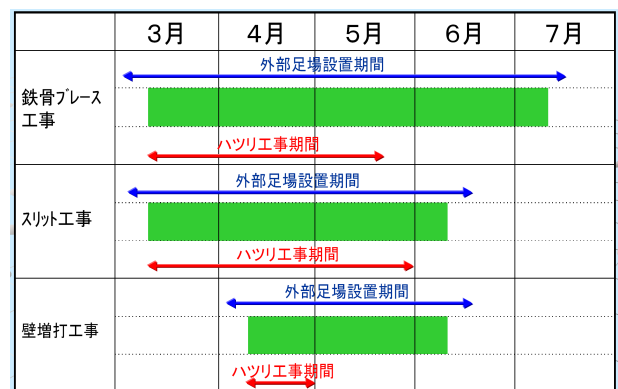 3月 4月 5月 6月 7月
外部足場設置期間
鉄骨ブレース
工事
ハツリ工事期間
外部足場設置期間
スリット工事
ハツリ工事期間
外部足場設置期間
壁増打工事
ハツリ工事期間